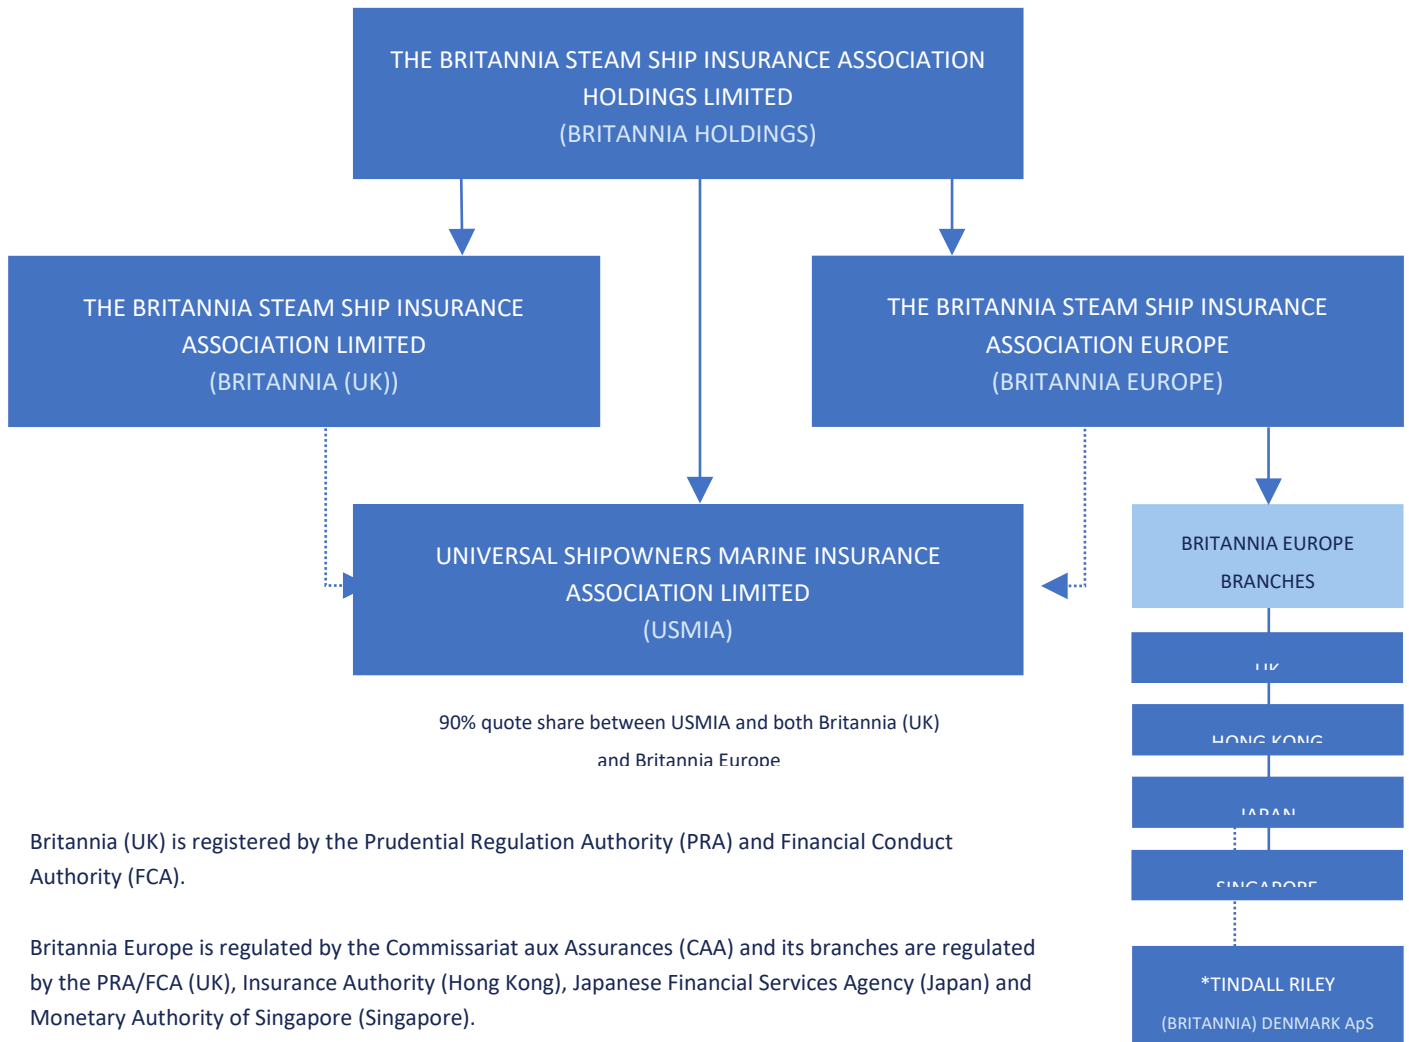 THE BRITANNIA STEAM SHIP INSURANCE ASSOCIATION
HOLDINGS LIMITED
(BRITANNIA HOLDINGS)
THE BRITANNIA STEAM SHIP INSURANCE
ASSOCIATION LIMITED
(BRITANNIA (UK))
THE BRITANNIA STEAM SHIP INSURANCE
ASSOCIATION EUROPE
(BRITANNIA EUROPE)
UNIVERSAL SHIPOWNERS MARINE INSURANCE
ASSOCIATION LIMITED
(USMIA)
BRITANNIA EUROPE
BRANCHES
UK
HONG KONG
JAPAN
SINGAPORE
*TINDALL RILEY
(BRITANNIA) DENMARK ApS
90% quote share between USMIA and both Britannia (UK)
and Britannia Europe
Britannia (UK) is registered by the Prudential Regulation Authority (PRA) and Financial Conduct
Authority (FCA).
Britannia Europe is regulated by the Commissariat aux Assurances (CAA) and its branches are regulated
by the PRA/FCA (UK), Insurance Authority (Hong Kong), Japanese Financial Services Agency (Japan) and
Monetary Authority of Singapore (Singapore).